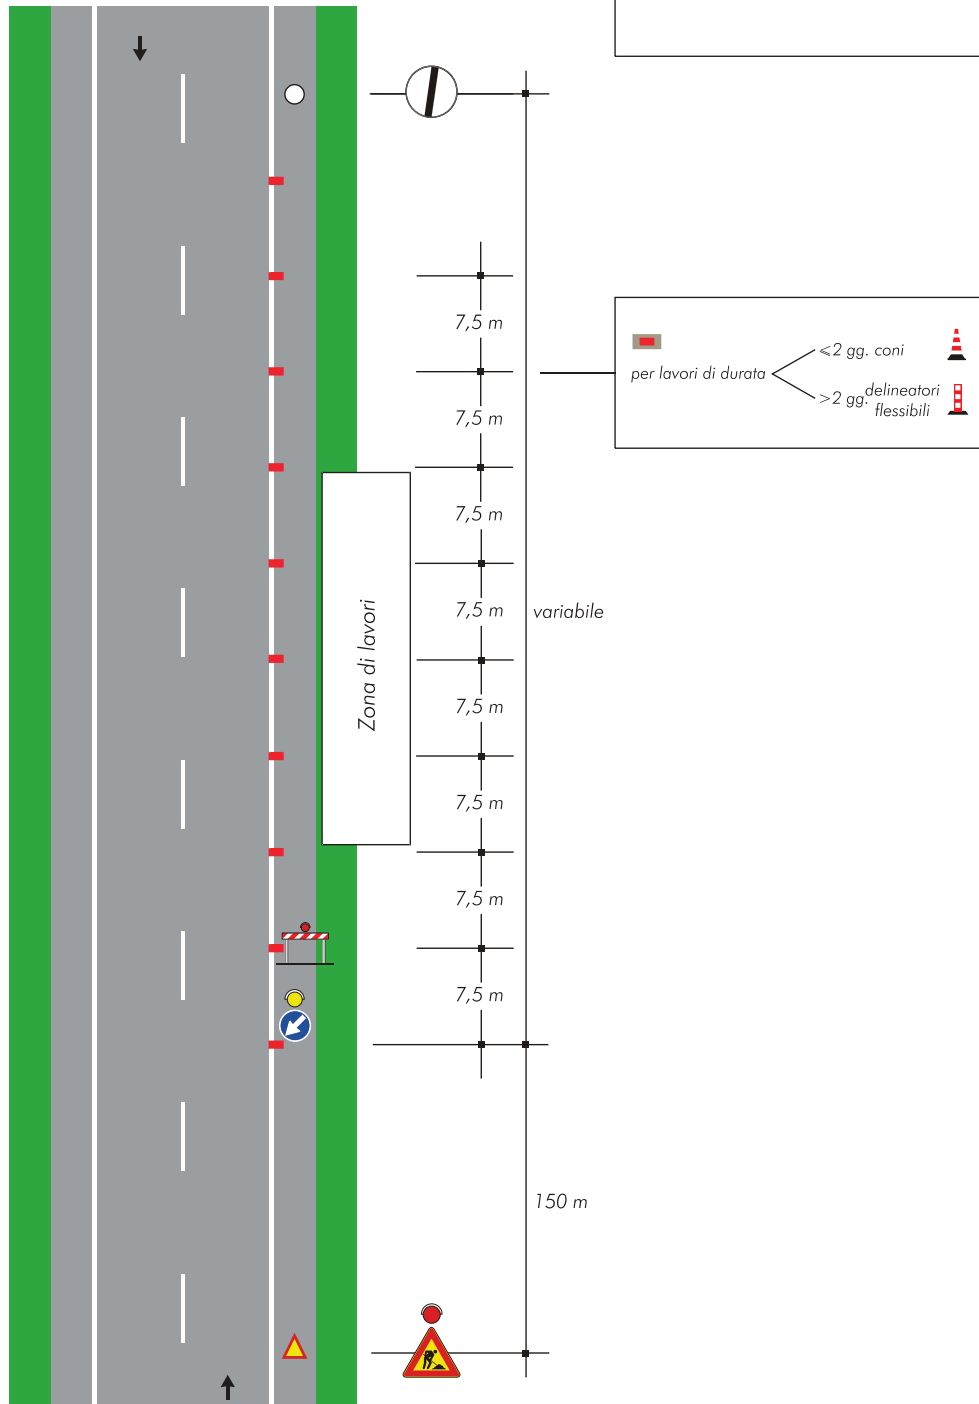 7,5 m
per lavori di durata
⩽2 gg. coni
>2 gg. delineatori
flessibili
7,5 m
7,5 m
7,5 m
variabile
Zona di lavori
7,5 m
7,5 m
7,5 m
7,5 m
150 m